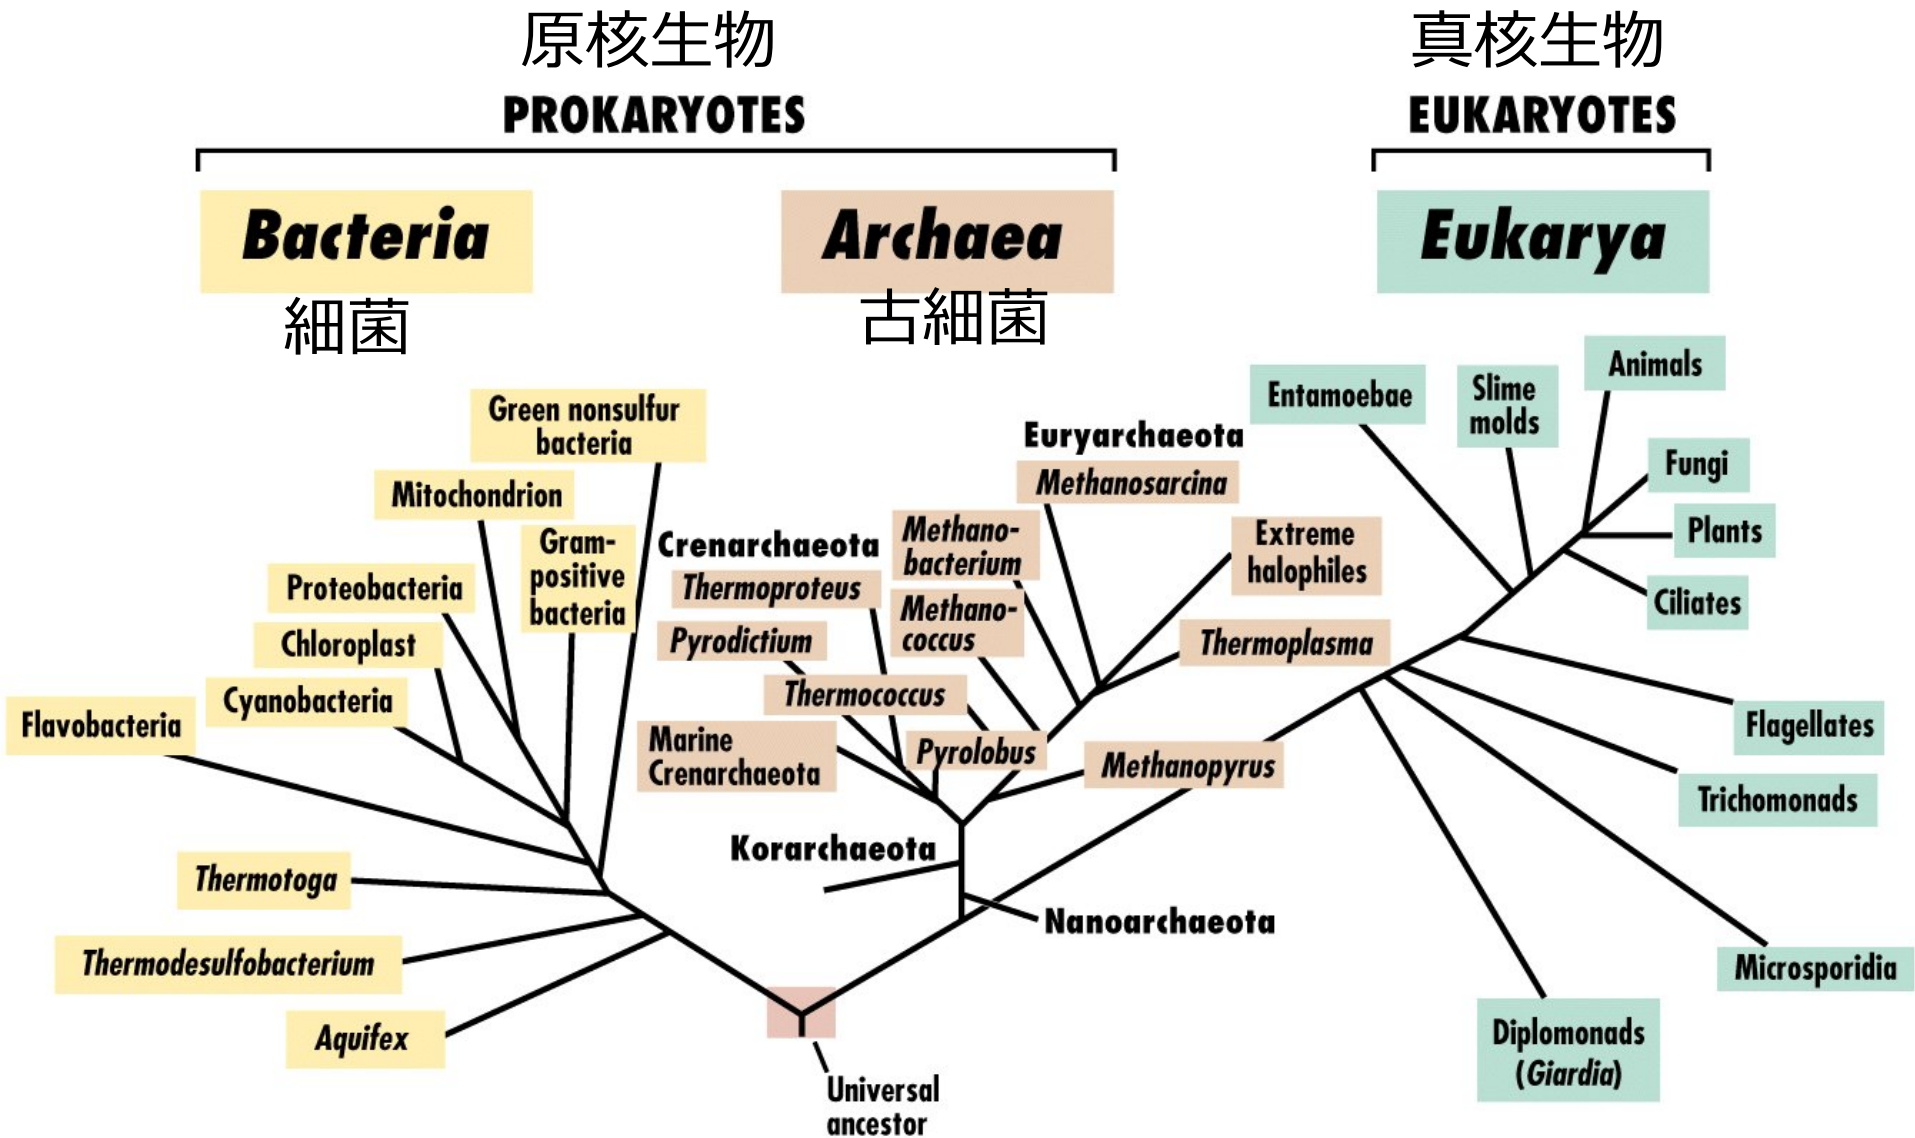 原核生物
真核生物
PROKARYOTES
EUKARYOTES
Bacteria
Archaea
Eukarya
細菌
古細菌
Green nonsulfur
bacteria
Mitochondrion
Gram-
positive
bacteria
Proteobacteria
Chloroplast
Cyanobacteria
Flavobacteria
Thermotoga
Thermodesulfobacterium
Aquifex
Crenarchaeota
Thermoproteus
Pyrodictium
Thermococcus
Marine
Crenarchaeota
Pyrolobus
Methano-
bacterium
Methano-
coccus
Euryarchaeota
Methanosarcina
Extreme
halophiles
Thermoplasma
Methanopyrus
Korarchaeota
Nanoarchaeota
Universal
ancestor
Entamoebae
Slime
molds
Animals
Fungi
Plants
Ciliates
Flagellates
Trichomonads
Microsporidia
Diplomonads
(Giardia)